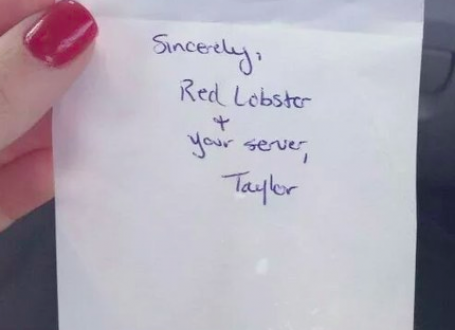 Sincerely,
Red Lobster
+
your server,
Taylor